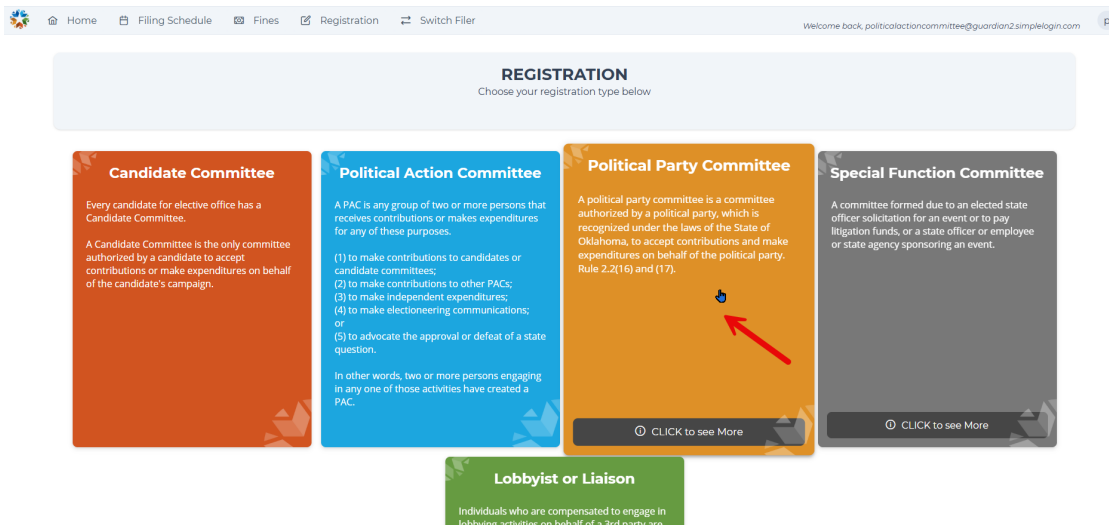 Home Filing Schedule Fines Registration Switch Filer
Welcome back, politicalactioncommittee@guardian2.simplelogin.com
REGISTRATION
Choose your registration type below
Candidate Committee
Every candidate for elective office has a
Candidate Committee.
A Candidate Committee is the only committee
authorized by a candidate to accept
contributions or make expenditures on behalf
of the candidate's campaign.
Political Action Committee
A PAC is any group of two or more persons that
receives contributions or makes expenditures
for any of these purposes.
(1) to make contributions to candidates or
candidate committees;
(2) to make contributions to other PACs;
(3) to make independent expenditures;
(4) to make electioneering communications;
or
(5) to advocate the approval or defeat of a state
question.
In other words, two or more persons engaging
in any one of those activities have created a
PAC.
Political Party Committee
A political party committee is a committee
authorized by a political party, which is
recognized under the laws of the State of
Oklahoma, to accept contributions and make
expenditures on behalf of the political party.
Rule 2.2(16) and (17).
CLICK to see More
Special Function Committee
A committee formed due to an elected state
officer solicitation for an event or to pay
litigation funds, or a state officer or employee
or state agency sponsoring an event.
CLICK to see More
Lobbyist or Liaison
Individuals who are compensated to engage in
lobbying activities on behalf of a 3rd party are